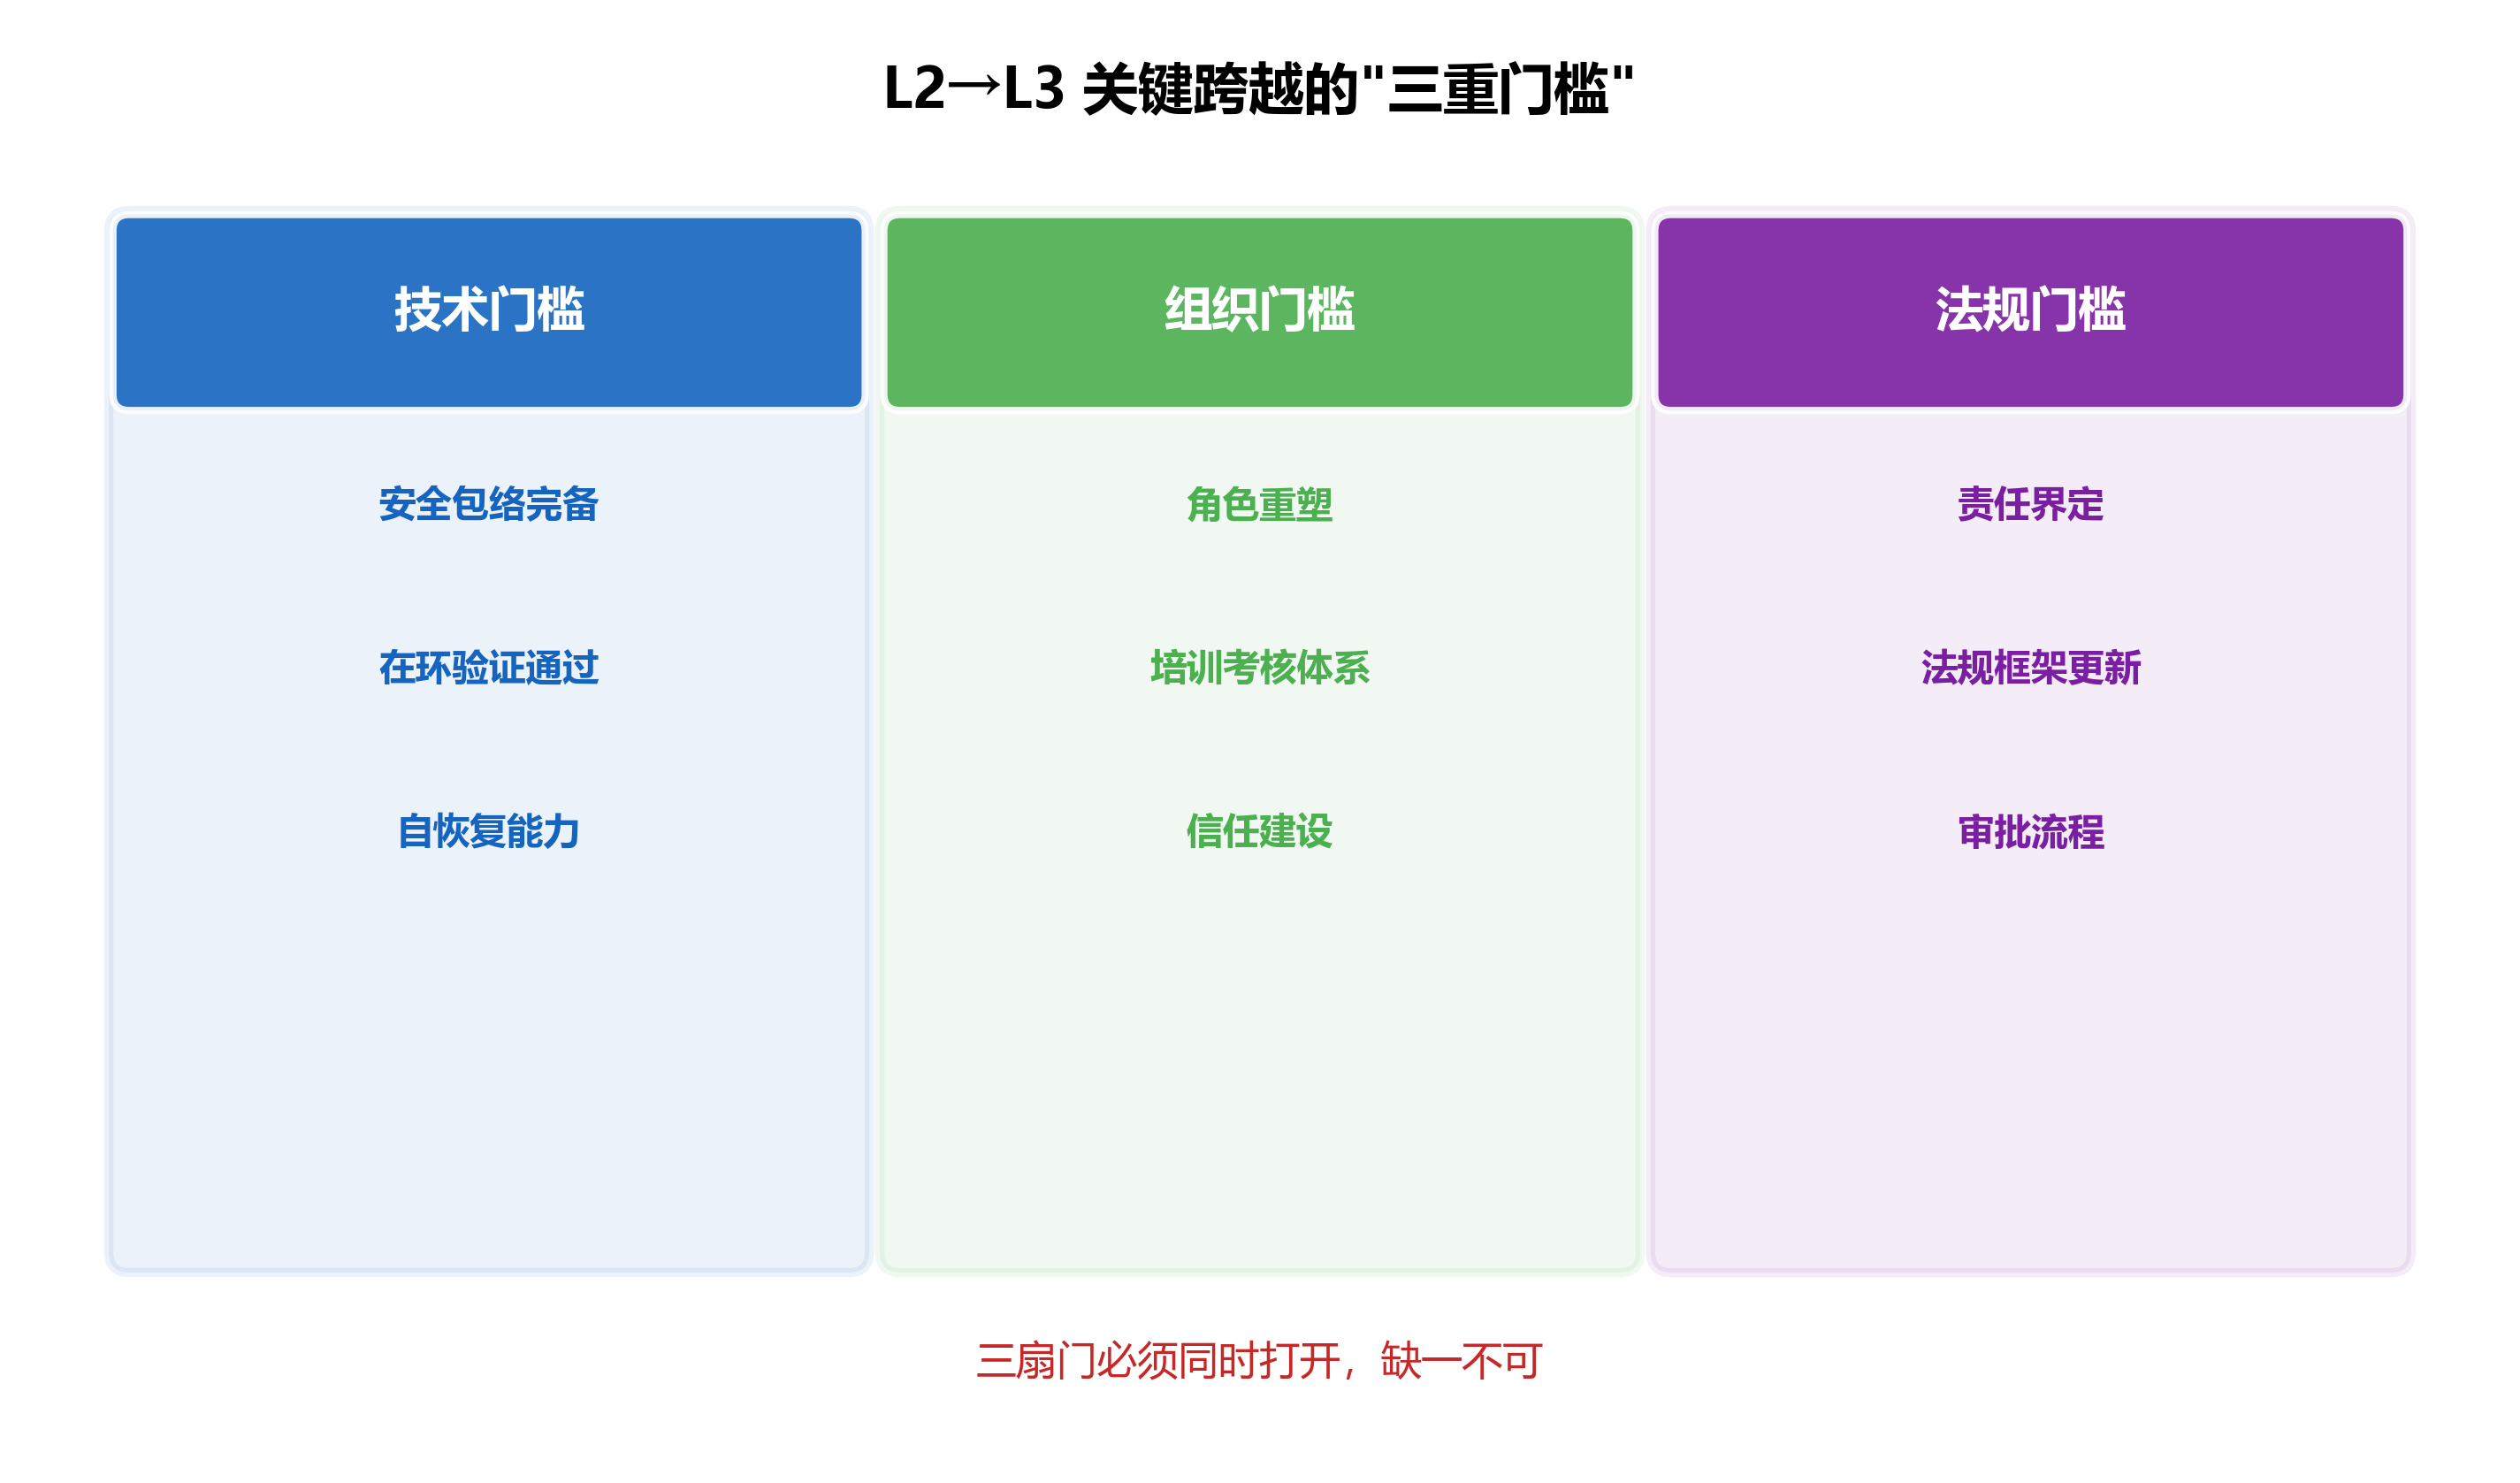 L2→L3 关键跨越的"三重门槛"
技术门槛
安全包络完备
在环验证通过
自恢复能力
组织门槛
角色重塑
培训考核体系
信任建设
法规门槛
责任界定
法规框架更新
审批流程
三扇门必须同时打开，缺一不可